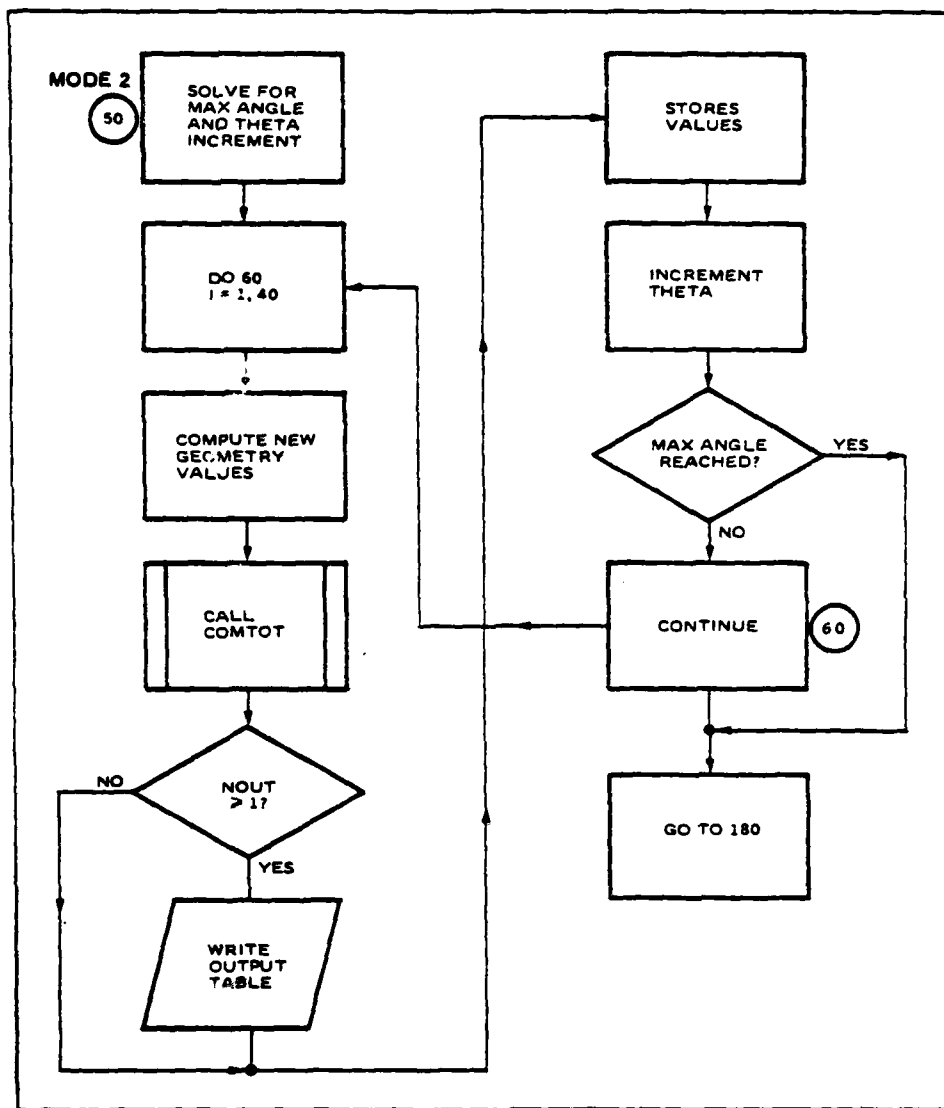 MODE 2
50
SOLVE FOR
MAX ANGLE
AND THETA
INCREMENT
DO 60
I = 1, 40
COMPUTE NEW
GEOMETRY
VALUES
CALL
COMTOT
NO
NOUT
≥ 1?
YES
WRITE
OUTPUT
TABLE
STORES
VALUES
INCREMENT
THETA
MAX ANGLE
REACHED?
YES
NO
CONTINUE
60
GO TO 180